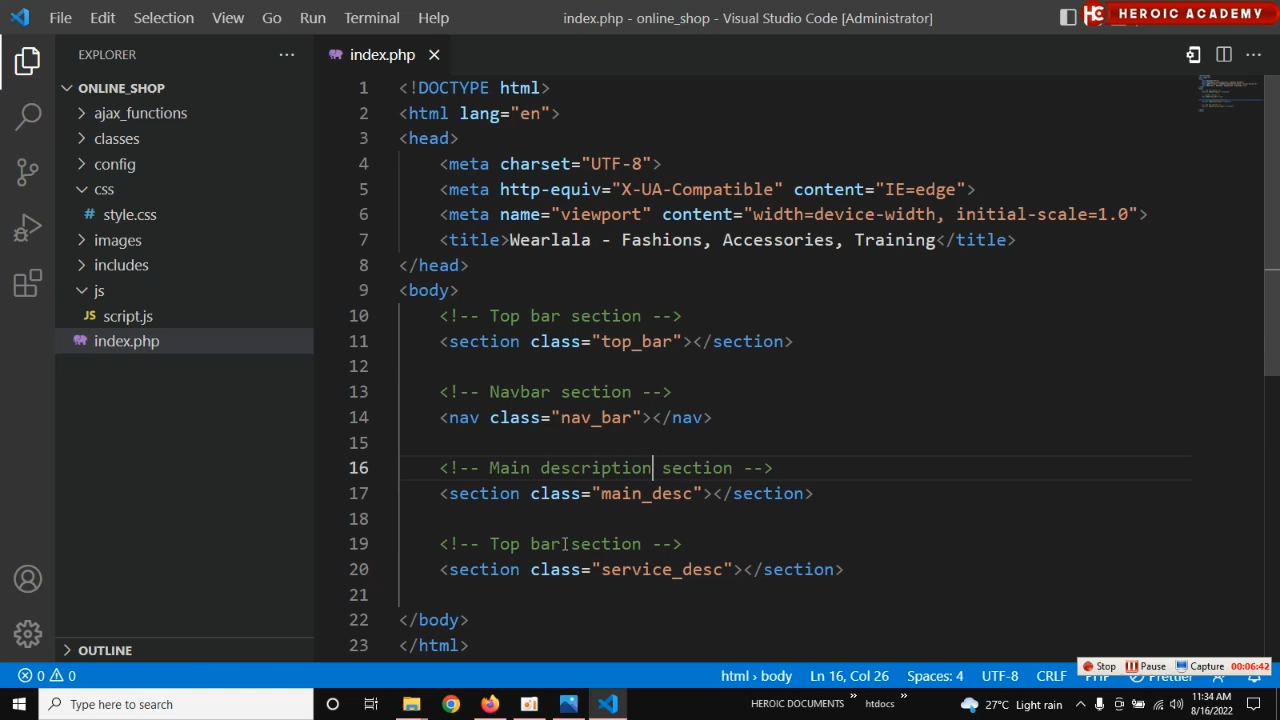 File Edit Selection View Go Run Terminal Help index.php - online_shop - Visual Studio Code [Administrator]
HC HEROIC ACADEMY
EXPLORER
index.php
ONLINE_SHOP
ajax_functions
classes
config
css
# style.css
images
includes
js
JS script.js
index.php
OUTLINE
1 <!DOCTYPE html>
2 <html lang="en">
3 <head>
4 <meta charset="UTF-8">
5 <meta http-equiv="X-UA-Compatible" content="IE=edge">
6 <meta name="viewport" content="width=device-width, initial-scale=1.0">
7 <title>Wearlala - Fashions, Accessories, Training</title>
8 </head>
9 <body>
10 <!-- Top bar section -->
11 <section class="top_bar"></section>
12
13 <!-- Navbar section -->
14 <nav class="nav_bar"></nav>
15
16 <!-- Main description section -->
17 <section class="main_desc"></section>
18
19 <!-- Top bar section -->
20 <section class="service_desc"></section>
21
22 </body>
23 </html>
Stop Pause Capture 00:06:42
0 0 html › body Ln 16, Col 26 Spaces: 4 UTF-8 CRLF PHP Prettier
Type here to search
HEROIC DOCUMENTS » htdocs »
27°C Light rain
11:34 AM
8/16/2022